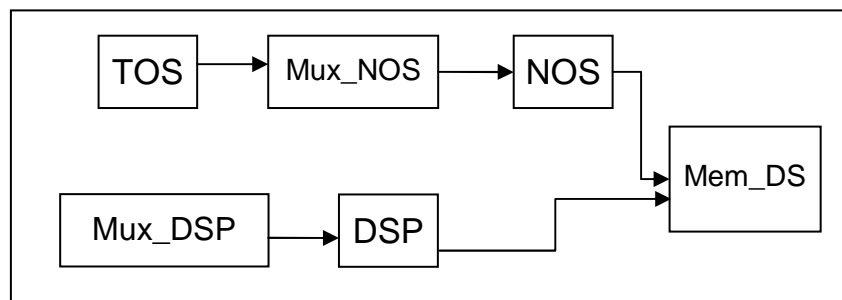 TOS
Mux_NOS
NOS
Mem_DS
Mux_DSP
DSP